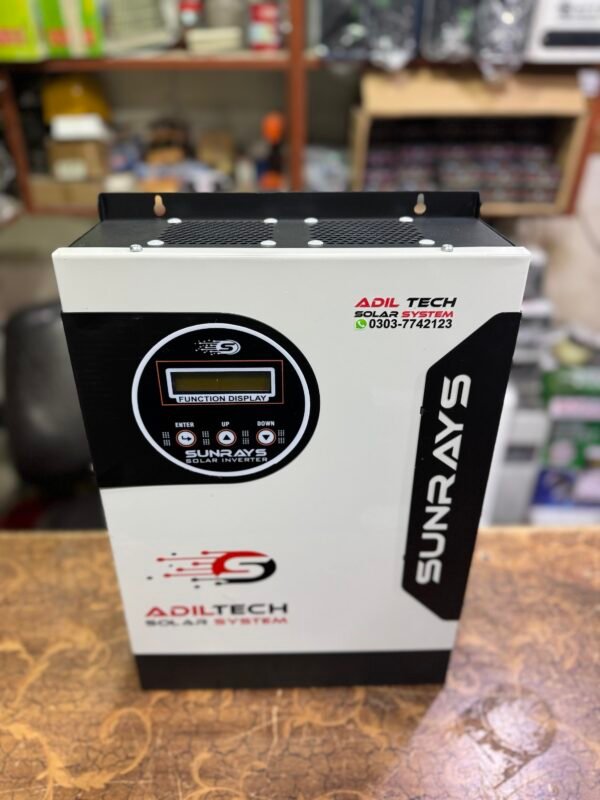 ADIL TECH
SOLAR SYSTEM
0303-7742123
FUNCTION DISPLAY
ENTER UP DOWN
SUNRAYS
SOLAR INVERTER
SUNRAYS
ADILTECH
SOLAR SYSTEM